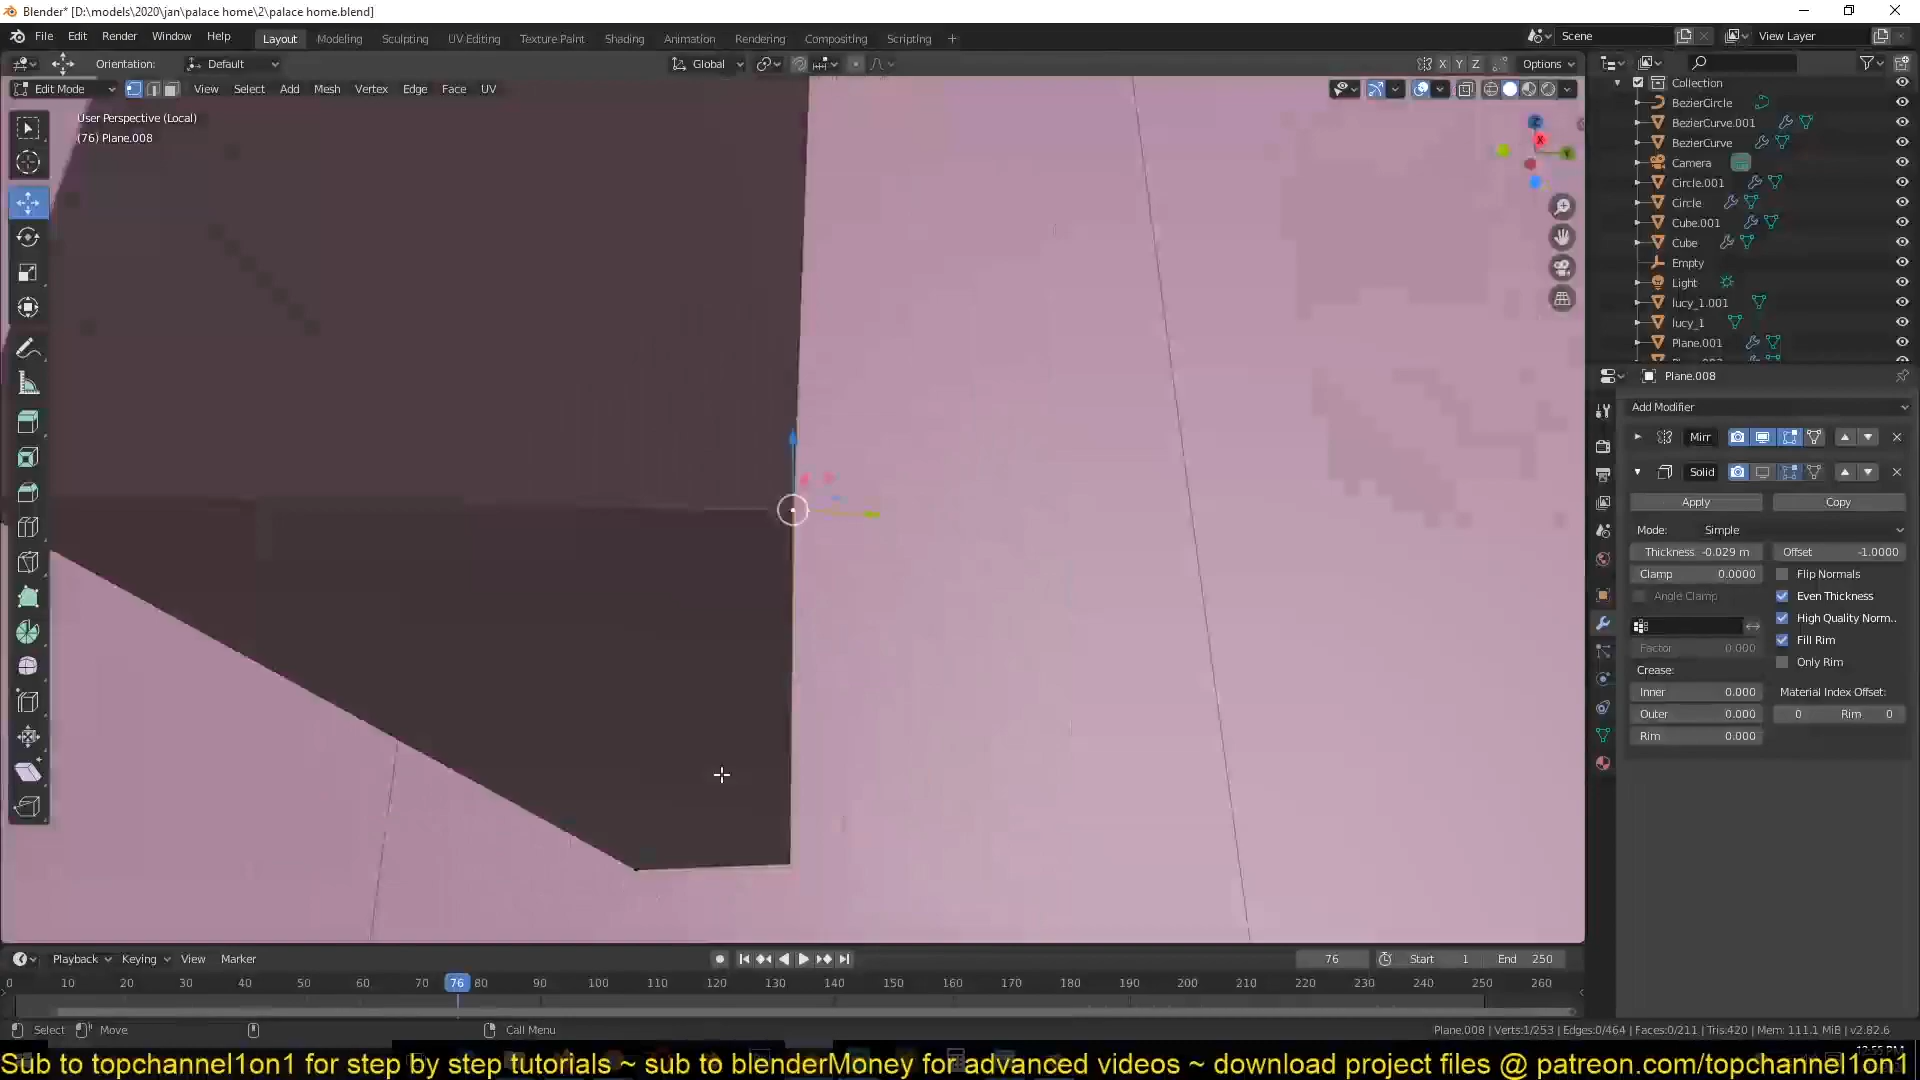 Blender* [D:\models\2020\jan\palace home\2\palace home.blend]
File Edit Render Window Help Layout Modeling Sculpting UV Editing Texture Paint Shading Animation Rendering Compositing Scripting + Scene View Layer
Orientation: Default Global X Y Z Options
Edit Mode View Select Add Mesh Vertex Edge Face UV
User Perspective (Local)
(76) Plane.008
Z
X
Y
Collection
BezierCircle
BezierCurve.001
BezierCurve
Camera
Circle.001
Circle
Cube.001
Cube
Empty
Light
lucy_1.001
lucy_1
Plane.001
Plane.008
Add Modifier
Mirr
Solid
Apply Copy
Mode: Simple
Thickness -0.029 m Offset -1.0000
Clamp 0.0000 Flip Normals
Angle Clamp Even Thickness
High Quality Norm..
Factor 0.000 Fill Rim
Crease: Only Rim
Inner 0.000 Material Index Offset:
Outer 0.000 0 Rim 0
Rim 0.000
Playback Keying View Marker 76 Start 1 End 250
0 10 20 30 40 50 60 70 76 80 90 100 110 120 130 140 150 160 170 180 190 200 210 220 230 240 250 260
Select Move Call Menu Plane.008 | Verts:1/253 | Edges:0/464 | Faces:0/211 | Tris:420 | Mem: 111.1 MiB | v2.82.6
12:55 PM
Sub to topchannel1on1 for step by step tutorials ~ sub to blenderMoney for advanced videos ~ download project files @ patreon.com/topchannel1on1